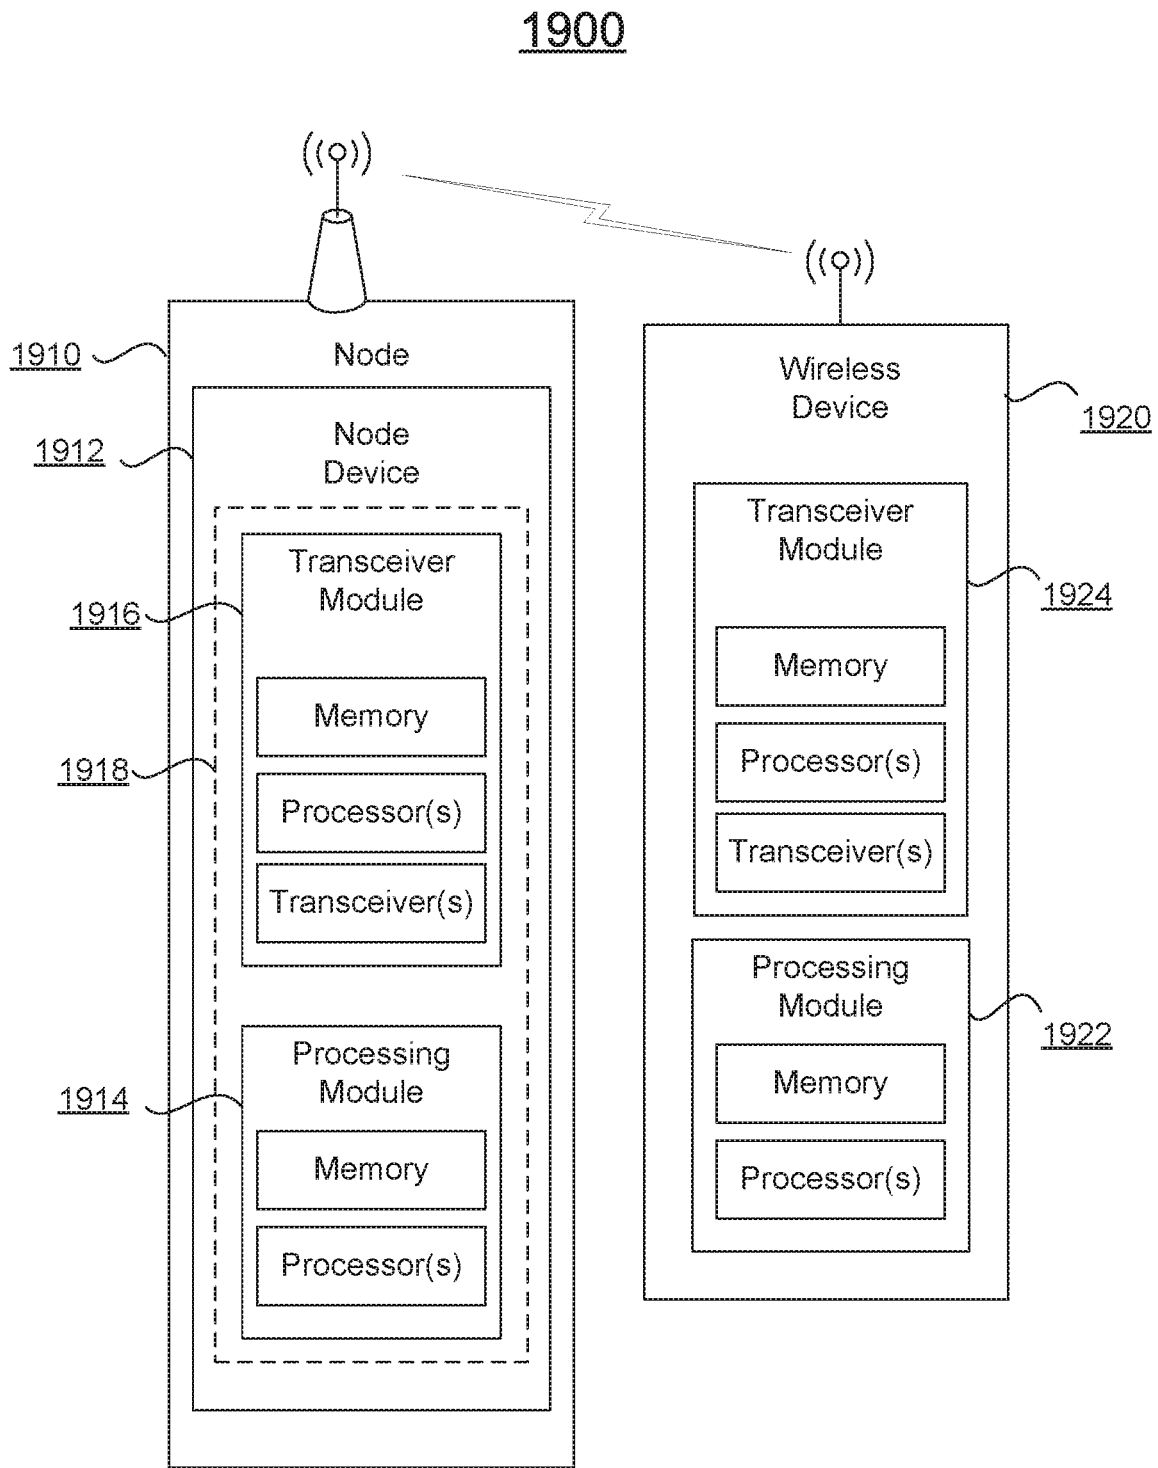 1900
1910
Node
1912
Node
Device
1916
Transceiver
Module
Memory
1918
Processor(s)
Transceiver(s)
Processing
Module
1914
Memory
Processor(s)
Wireless
Device
1920
Transceiver
Module
1924
Memory
Processor(s)
Transceiver(s)
Processing
Module
1922
Memory
Processor(s)